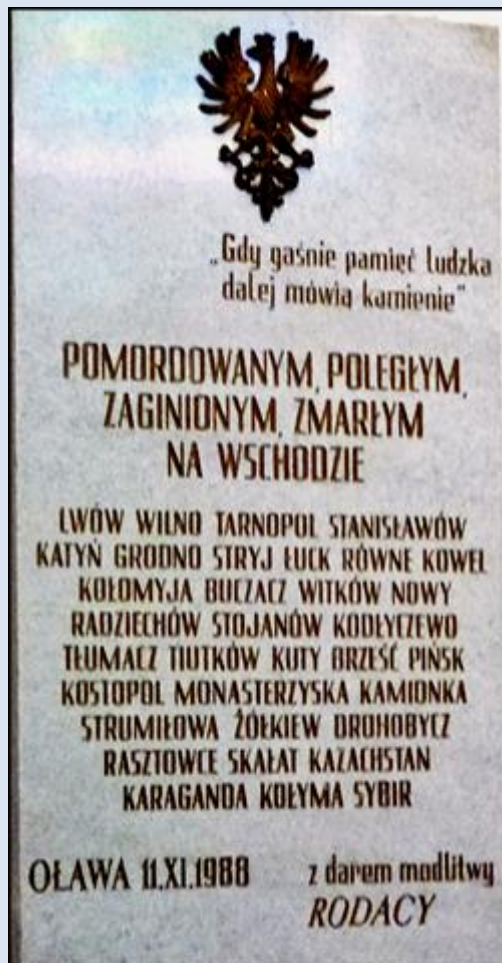 „Gdy gaśnie pamięć ludzka
dalej mówią kamienie”
POMORDOWANYM, POLEGŁYM,
ZAGINIONYM, ZMARŁYM
NA WSCHODZIE
LWÓW WILNO TARNOPOL STANISŁAWÓW
KATYŃ GRODNO STRYJ ŁUCK RÓWNE KOWEL
KOŁOMYJA BUCZACZ WITKÓW NOWY
RADZIECHÓW STOJANÓW KODŁYCZEWO
TŁUMACZ TIUTKÓW KUTY BRZEŚĆ PIŃSK
KOSTOPOL MONASTERZYSKA KAMIONKA
STRUMIŁOWA ŻÓŁKIEW DROHOBYCZ
RASZTOWCE SKAŁAT KAZACHSTAN
KARAGANDA KOŁYMA SYBIR
OŁAWA 11.XI.1988 z darem modlitwy
RODACY